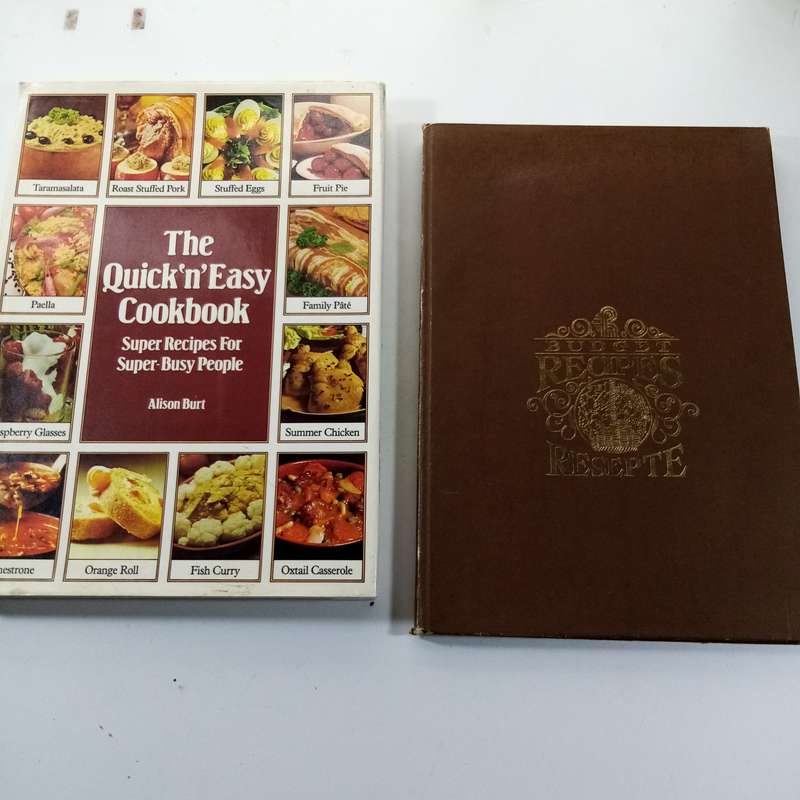 Taramasalata
Roast Stuffed Pork
Stuffed Eggs
Fruit Pie
Paella
The
Quick'n'Easy
Cookbook
Super Recipes For
Super-Busy People
Alison Burt
Family Pâté
spberry Glasses
Summer Chicken
nestrone
Orange Roll
Fish Curry
Oxtail Casserole
BUDGET
RECIPES
RESEPTE